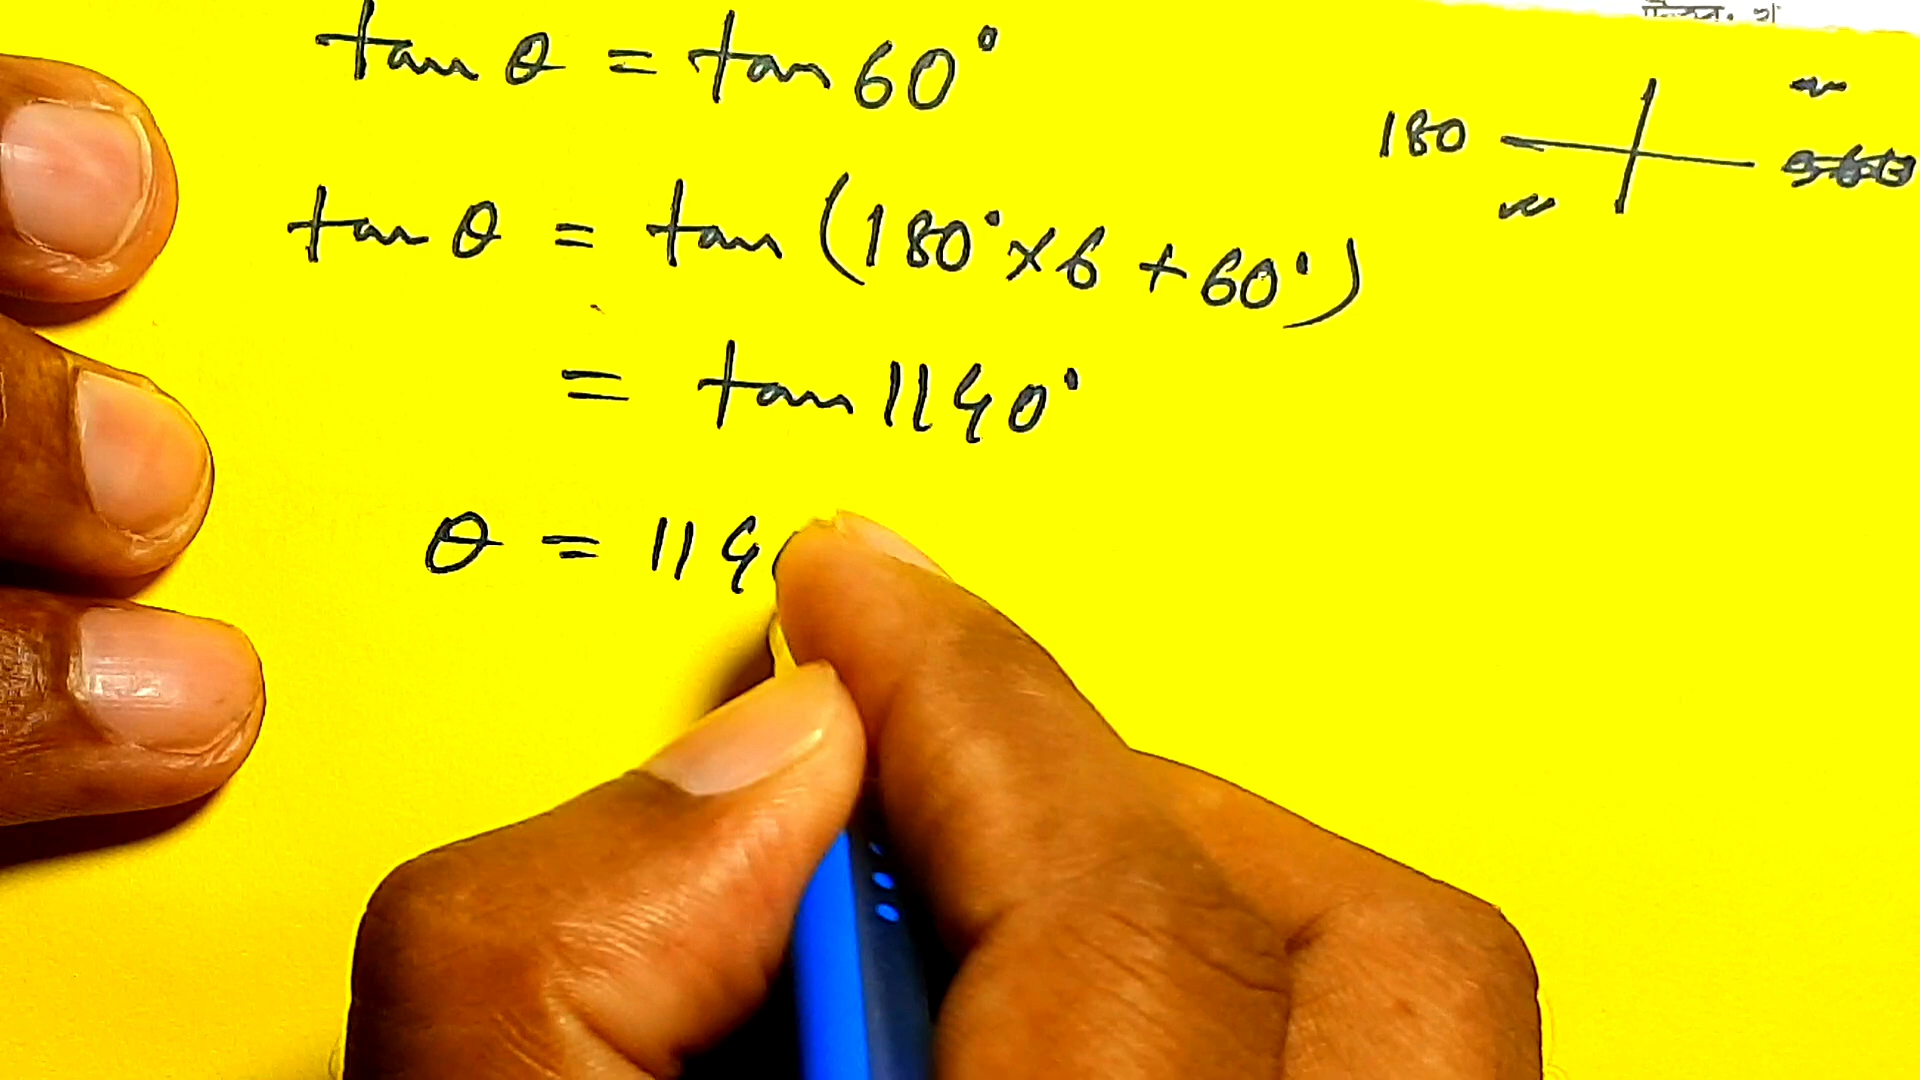 tan θ = tan 60°
180
tan θ = tan (180° × 6 + 60°)
= tan 1140°
θ = 114